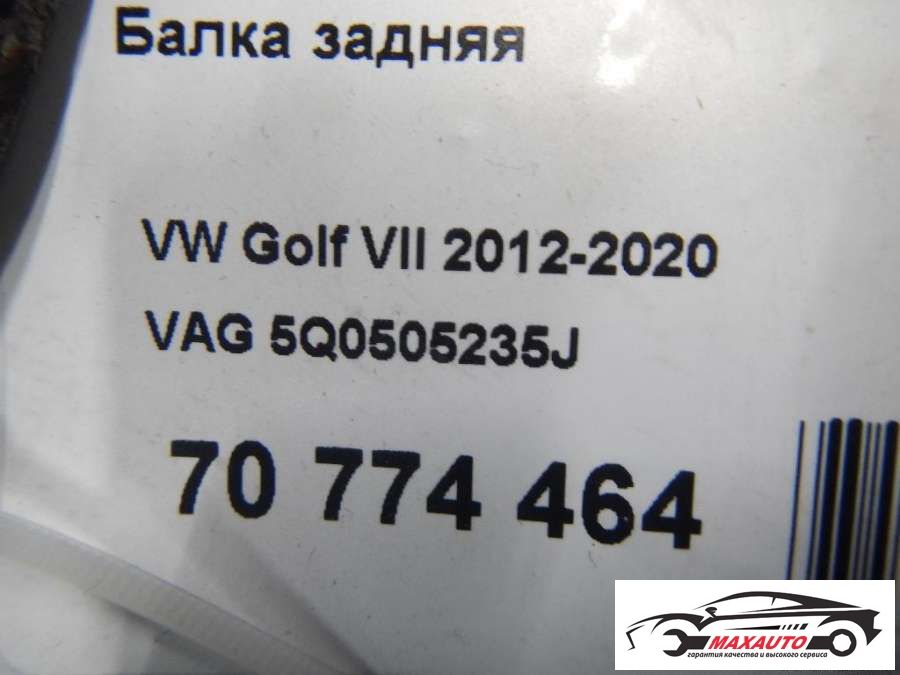 Балка задняя
VW Golf VII 2012-2020
VAG 5Q0505235J
70 774 464
MAXAUTO
гарантия качества и высокого сервиса